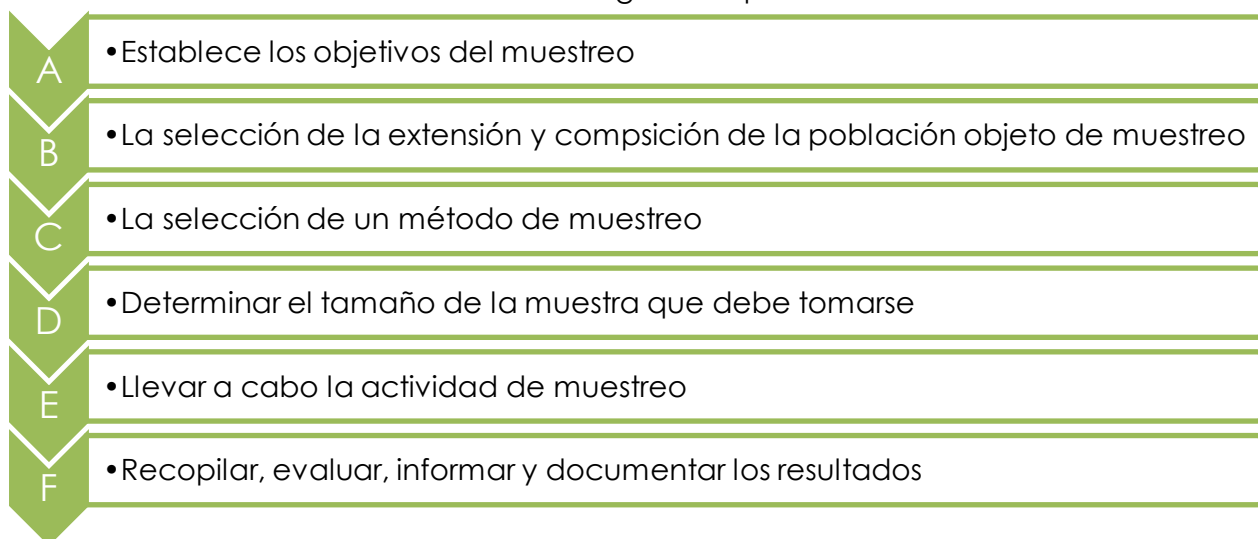 A
•Establece los objetivos del muestreo
B
•La selección de la extensión y compsición de la población objeto de muestreo
C
•La selección de un método de muestreo
D
•Determinar el tamaño de la muestra que debe tomarse
E
•Llevar a cabo la actividad de muestreo
F
•Recopilar, evaluar, informar y documentar los resultados